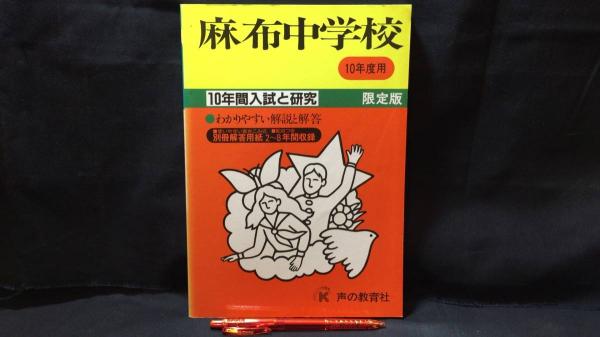 麻布中学校
10年度用
10年間入試と研究
限定版
●わかりやすい解説と解答
別冊解答用紙 2〜8年間収録
K 声の教育社